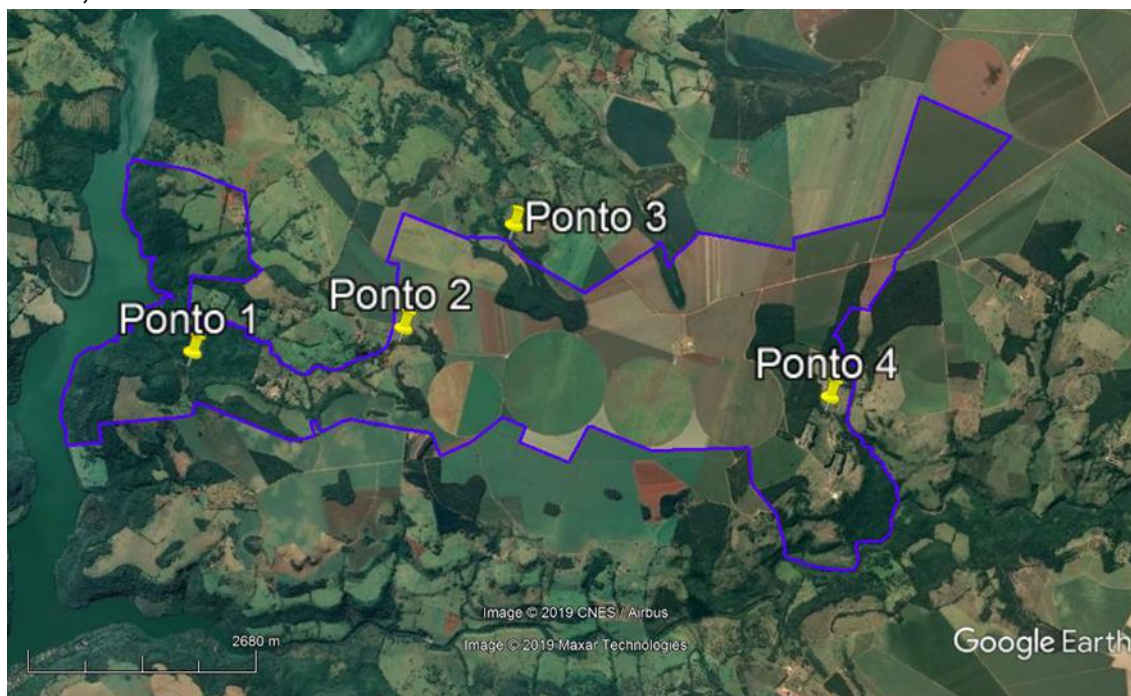 Ponto 3
Ponto 2
Ponto 1
Ponto 4
Image © 2019 CNES / Airbus
Image © 2019 Maxar Technologies
2680 m
Google Earth